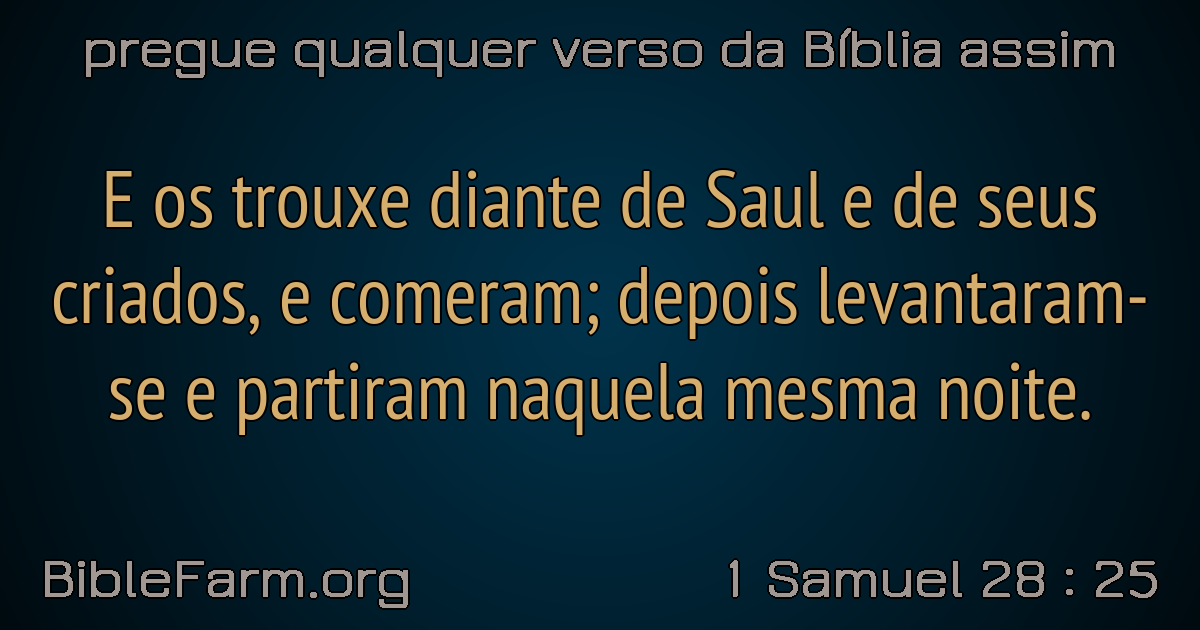 pregue qualquer verso da Bíblia assim
E os trouxe diante de Saul e de seus
criados, e comeram; depois levantaram-
se e partiram naquela mesma noite.
BibleFarm.org
1 Samuel 28 : 25